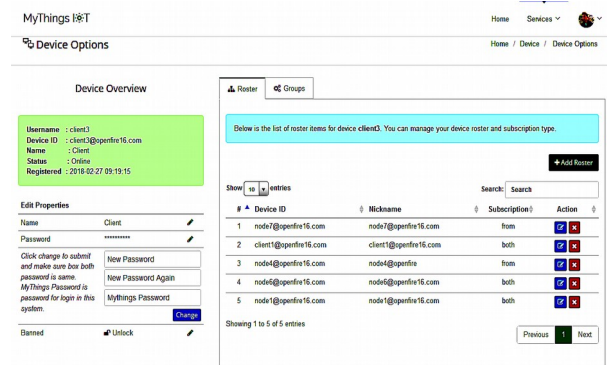 MyThings I☼T
Home Services
Device Options
Home / Device / Device Options
Device Overview
Username : client3
Device ID : client3@openfire16.com
Name : Client
Status : Online
Registered : 2018-02-27 09:19:15
Edit Properties
Name Client
Password **********
Click change to submit
and make sure box both
password is same.
MyThings Password is
password for login in this
system.
New Password
New Password Again
Mythings Password
Change
Banned Unlock
Roster Groups
Below is the list of roster items for device client3. You can manage your device roster and subscription type.
+ Add Roster
Show 10 entries
Search: Search
# Device ID Nickname Subscription Action
1 node7@openfire16.com node7@openfire16.com from
2 client1@openfire16.com client1@openfire16.com both
3 node4@openfire16.com node4@openfire from
4 node6@openfire16.com node6@openfire16.com both
5 node1@openfire16.com node1@openfire16.com both
Showing 1 to 5 of 5 entries
Previous 1 Next